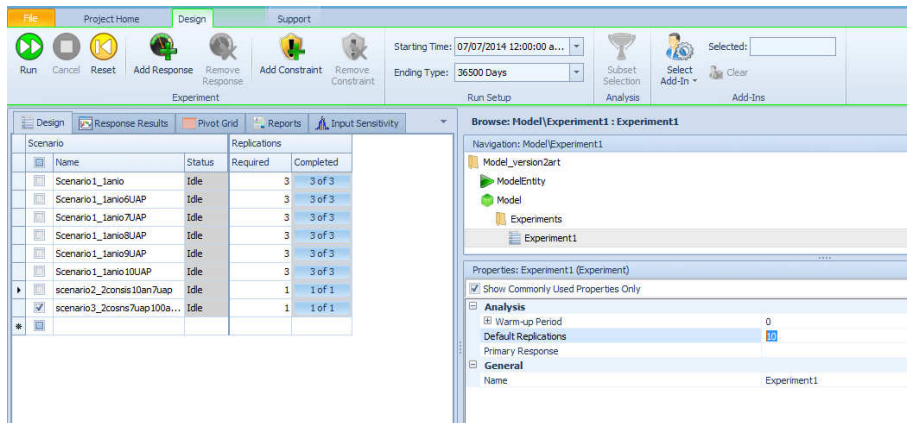 File Project Home Design Support
Run Cancel Reset Add Response Remove Response Add Constraint Remove Constraint
Starting Time: 07/07/2014 12:00:00 a...
Ending Type: 36500 Days
Subset Selection Select Add-In Selected:
Clear
Experiment Run Setup Analysis Add-Ins
Design Response Results Pivot Grid Reports Input Sensitivity
Scenario Replications
Name Status Required Completed
Scenario1_1anio Idle 3 3 of 3
Scenario1_1anio6UAP Idle 3 3 of 3
Scenario1_1anio7UAP Idle 3 3 of 3
Scenario1_1anio8UAP Idle 3 3 of 3
Scenario1_1anio9UAP Idle 3 3 of 3
Scenario1_1anio10UAP Idle 3 3 of 3
scenario2_2consis10an7uap Idle 1 1 of 1
scenario3_2cosns7uap100a... Idle 1 1 of 1
Browse: Model\Experiment1 : Experiment1
Navigation: Model\Experiment1
Model_version2art
ModelEntity
Model
Experiments
Experiment1
Properties: Experiment1 (Experiment)
Show Commonly Used Properties Only
Analysis
Warm-up Period 0
Default Replications 10
Primary Response
General
Name Experiment1